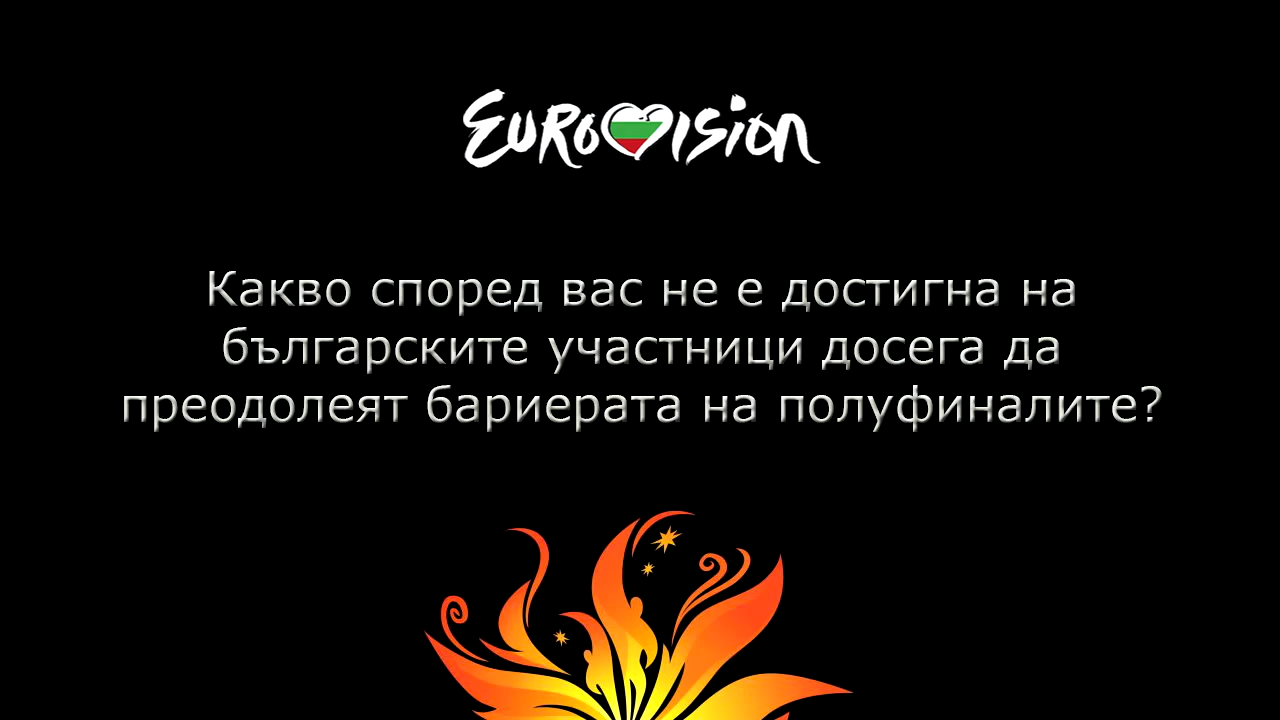 EUROVISION
Какво според вас не е достигна на
българските участници досега да
преодолеят бариерата на полуфиналите?